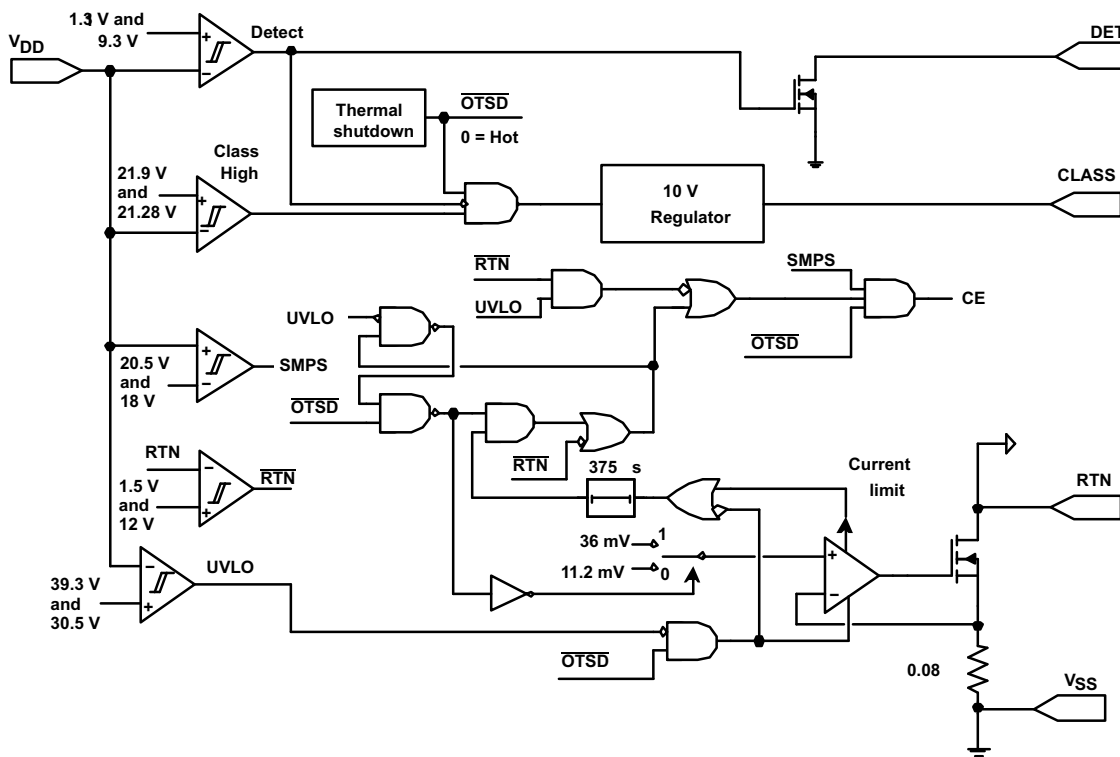 1.3 V and
9.3 V
Detect
DET
VDD
Thermal
shutdown
OTSD
0 = Hot
Class
High
21.9 V
and
21.28 V
10 V
Regulator
CLASS
RTN
UVLO
SMPS
CE
OTSD
UVLO
20.5 V
and
18 V
SMPS
OTSD
RTN
RTN
1.5 V
and
12 V
RTN
375 s
Current
limit
RTN
36 mV
1
11.2 mV
0
39.3 V
and
30.5 V
UVLO
OTSD
0.08
VSS